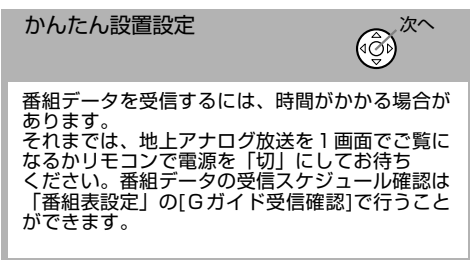 かんたん設置設定
次へ
番組データを受信するには、時間がかかる場合が
あります。
それまでは、地上アナログ放送を１画面でご覧に
なるかリモコンで電源を「切」にしてお待ち
ください。番組データの受信スケジュール確認は
「番組表設定」の[Ｇガイド受信確認]で行うこと
ができます。